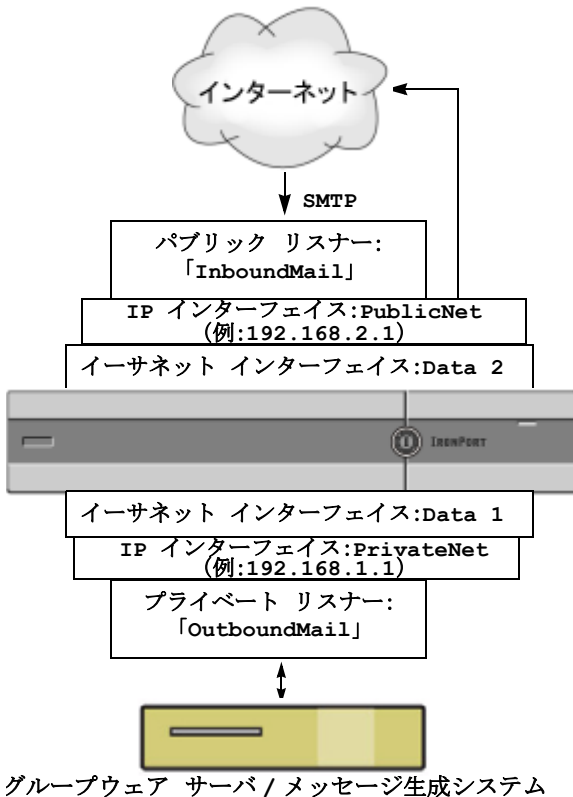 インターネット
SMTP
パブリック リスナー:
「InboundMail」
IP インターフェイス:PublicNet
(例:192.168.2.1)
イーサネット インターフェイス:Data 2
IRONPORT
イーサネット インターフェイス:Data 1
IP インターフェイス:PrivateNet
(例:192.168.1.1)
プライベート リスナー:
「OutboundMail」
グループウェア サーバ / メッセージ生成システム